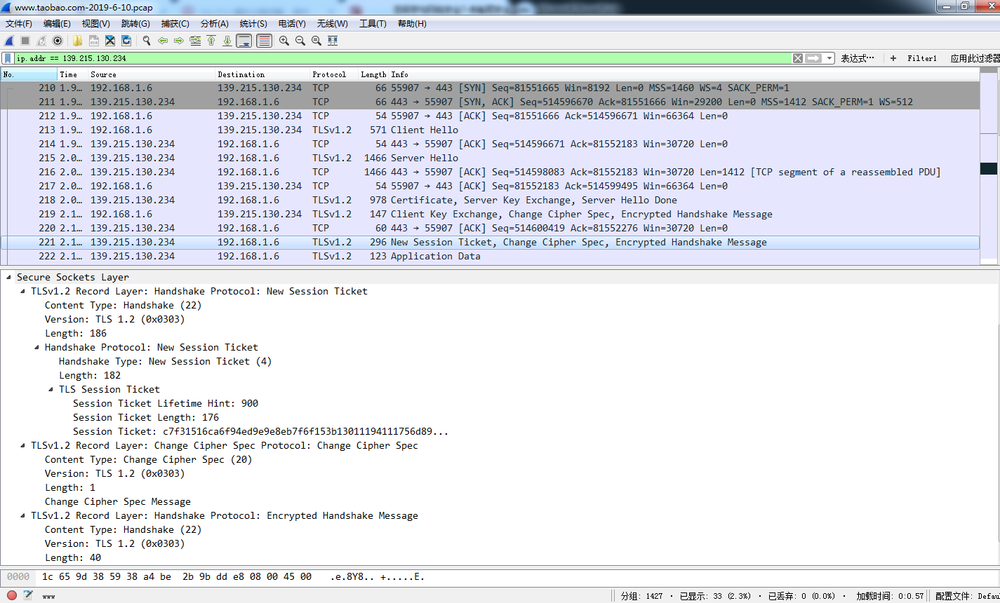 www.taobao.com-2019-6-10.pcap
文件(F) 编辑(E) 视图(V) 跳转(G) 捕获(C) 分析(A) 统计(S) 电话(Y) 无线(W) 工具(T) 帮助(H)
ip.addr == 139.215.130.234 表达式… + Filter1 应用此过滤器
No. Time Source Destination Protocol Length Info
210 1.9… 192.168.1.6 139.215.130.234 TCP 66 55907 → 443 [SYN] Seq=81551665 Win=8192 Len=0 MSS=1460 WS=4 SACK_PERM=1
211 1.9… 139.215.130.234 192.168.1.6 TCP 66 443 → 55907 [SYN, ACK] Seq=514596670 Ack=81551666 Win=29200 Len=0 MSS=1412 SACK_PERM=1 WS=512
212 1.9… 192.168.1.6 139.215.130.234 TCP 54 55907 → 443 [ACK] Seq=81551666 Ack=514596671 Win=66364 Len=0
213 1.9… 192.168.1.6 139.215.130.234 TLSv1.2 571 Client Hello
214 1.9… 139.215.130.234 192.168.1.6 TCP 54 443 → 55907 [ACK] Seq=514596671 Ack=81552183 Win=30720 Len=0
215 2.0… 139.215.130.234 192.168.1.6 TLSv1.2 1466 Server Hello
216 2.0… 139.215.130.234 192.168.1.6 TCP 1466 443 → 55907 [ACK] Seq=514598083 Ack=81552183 Win=30720 Len=1412 [TCP segment of a reassembled PDU]
217 2.0… 192.168.1.6 139.215.130.234 TCP 54 55907 → 443 [ACK] Seq=81552183 Ack=514599495 Win=66364 Len=0
218 2.0… 139.215.130.234 192.168.1.6 TLSv1.2 978 Certificate, Server Key Exchange, Server Hello Done
219 2.1… 192.168.1.6 139.215.130.234 TLSv1.2 147 Client Key Exchange, Change Cipher Spec, Encrypted Handshake Message
220 2.1… 139.215.130.234 192.168.1.6 TCP 60 443 → 55907 [ACK] Seq=514600419 Ack=81552276 Win=30720 Len=0
221 2.1… 139.215.130.234 192.168.1.6 TLSv1.2 296 New Session Ticket, Change Cipher Spec, Encrypted Handshake Message
222 2.1… 139.215.130.234 192.168.1.6 TLSv1.2 123 Application Data
Secure Sockets Layer
TLSv1.2 Record Layer: Handshake Protocol: New Session Ticket
Content Type: Handshake (22)
Version: TLS 1.2 (0x0303)
Length: 186
Handshake Protocol: New Session Ticket
Handshake Type: New Session Ticket (4)
Length: 182
TLS Session Ticket
Session Ticket Lifetime Hint: 900
Session Ticket Length: 176
Session Ticket: c7f31516ca6f94ed9e9e8eb7f6f153b13011194111756d89...
TLSv1.2 Record Layer: Change Cipher Spec Protocol: Change Cipher Spec
Content Type: Change Cipher Spec (20)
Version: TLS 1.2 (0x0303)
Length: 1
Change Cipher Spec Message
TLSv1.2 Record Layer: Handshake Protocol: Encrypted Handshake Message
Content Type: Handshake (22)
Version: TLS 1.2 (0x0303)
Length: 40
0000 1c 65 9d 38 59 38 a4 be 2b 9b dd e8 08 00 45 00 .e.8Y8.. +.....E.
www 分组: 1427 · 已显示: 33 (2.3%) · 已丢弃: 0 (0.0%) · 加载时间: 0:0.57 配置文件: Defau